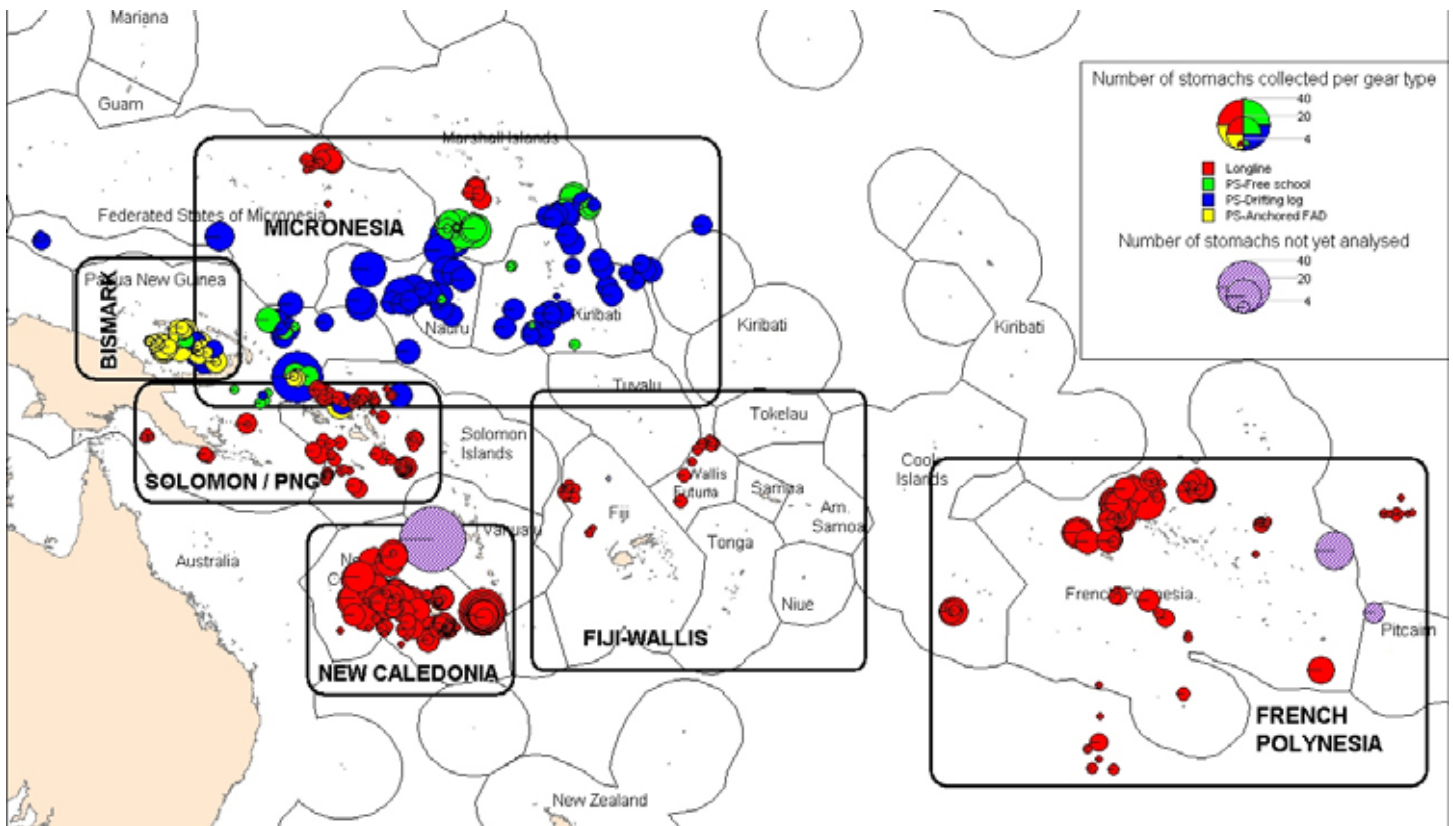 Mariana
Guam
Marshall Islands
Number of stomachs collected per gear type
40
20
4
Longline
PS-Free school
PS-Drifting log
PS-Anchored FAD
Number of stomachs not yet analysed
40
20
4
Federated States of Micronesia
MICRONESIA
Papua New Guinea
BISMARK
Nauru
Kiribati
Kiribati
Kiribati
Tuvalu
Tokelau
Solomon
Islands
Cook
Islands
SOLOMON / PNG
Wallis
Futuna
Samoa
Am.
Samoa
Fiji
Tonga
Niue
Australia
Vanuatu
French Polynesia
Pitcairn
FIJI-WALLIS
NEW CALEDONIA
FRENCH
POLYNESIA
New Zealand